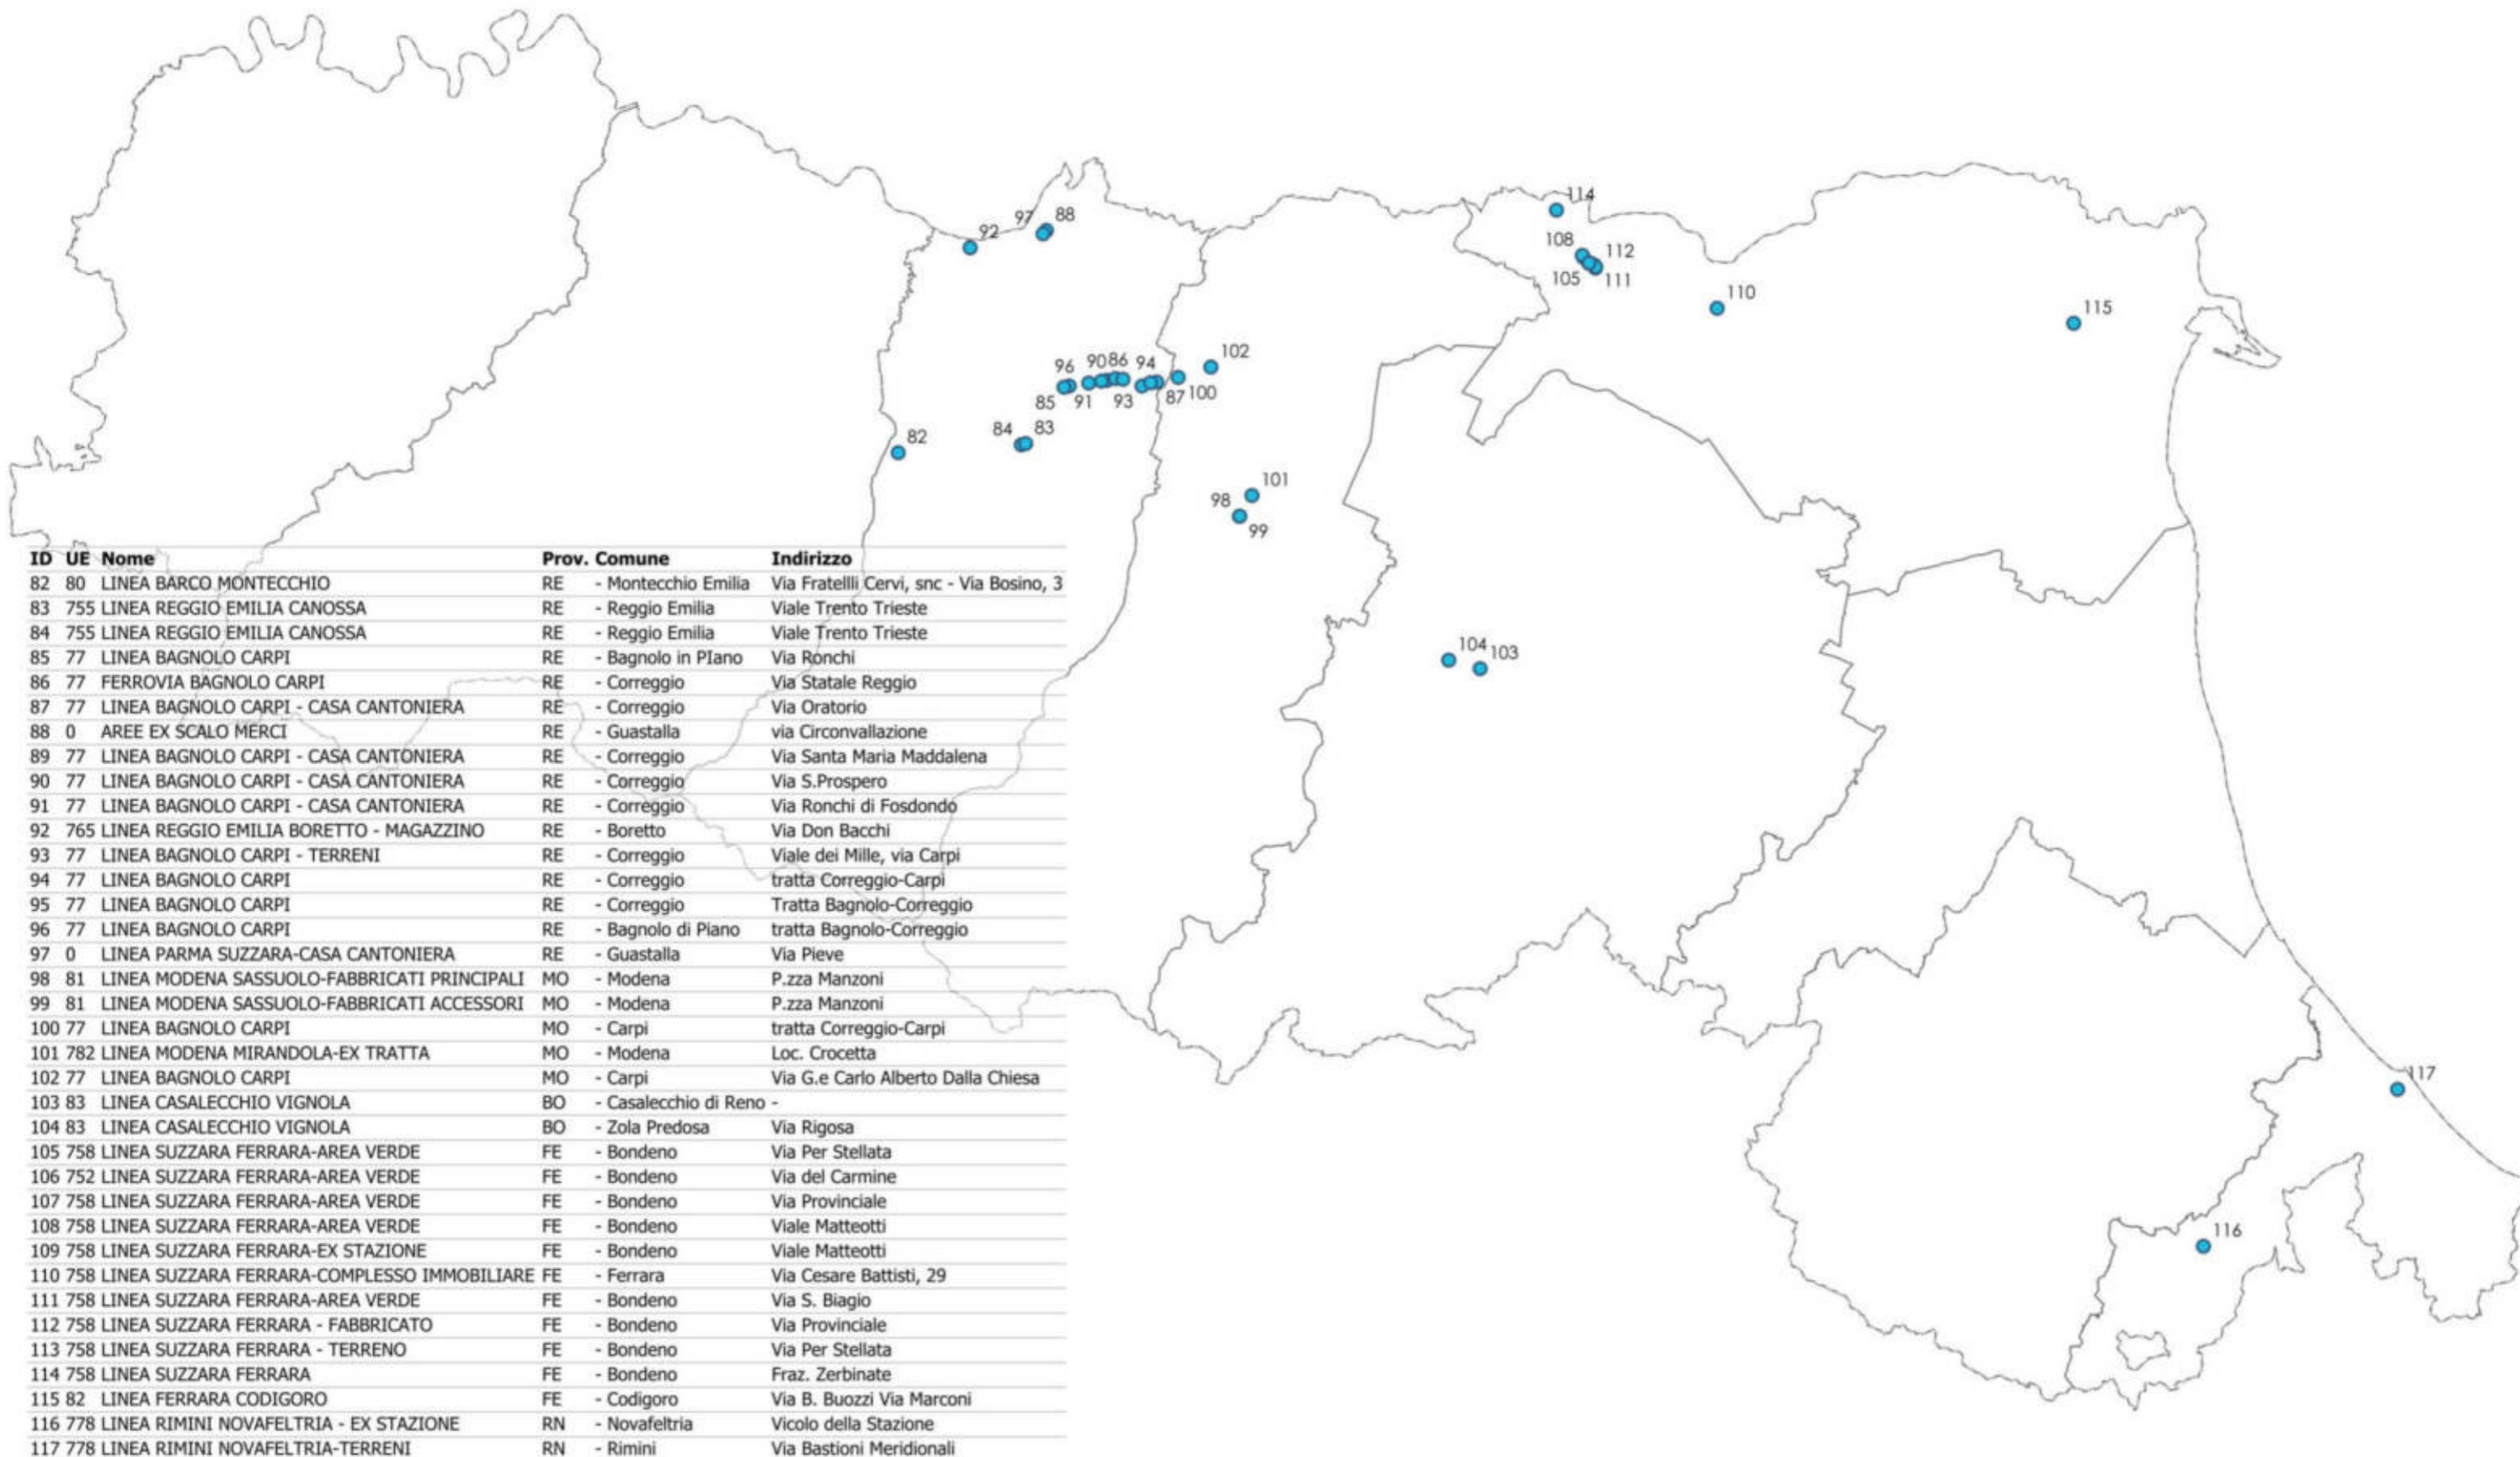 114
97 88
92
108 112
105 111
110
115
102
96 90 86 94
85 91 93 87 100
84 83
82
101
98
99
104 103
117
116
ID UE Nome Prov. Comune Indirizzo
82 80 LINEA BARCO MONTECCHIO RE - Montecchio Emilia Via Fratellli Cervi, snc - Via Bosino, 3
83 755 LINEA REGGIO EMILIA CANOSSA RE - Reggio Emilia Viale Trento Trieste
84 755 LINEA REGGIO EMILIA CANOSSA RE - Reggio Emilia Viale Trento Trieste
85 77 LINEA BAGNOLO CARPI RE - Bagnolo in PIano Via Ronchi
86 77 FERROVIA BAGNOLO CARPI RE - Correggio Via Statale Reggio
87 77 LINEA BAGNOLO CARPI - CASA CANTONIERA RE - Correggio Via Oratorio
88 0 AREE EX SCALO MERCI RE - Guastalla via Circonvallazione
89 77 LINEA BAGNOLO CARPI - CASA CANTONIERA RE - Correggio Via Santa Maria Maddalena
90 77 LINEA BAGNOLO CARPI - CASA CANTONIERA RE - Correggio Via S.Prospero
91 77 LINEA BAGNOLO CARPI - CASA CANTONIERA RE - Correggio Via Ronchi di Fosdondo
92 765 LINEA REGGIO EMILIA BORETTO - MAGAZZINO RE - Boretto Via Don Bacchi
93 77 LINEA BAGNOLO CARPI - TERRENI RE - Correggio Viale dei Mille, via Carpi
94 77 LINEA BAGNOLO CARPI RE - Correggio tratta Correggio-Carpi
95 77 LINEA BAGNOLO CARPI RE - Correggio Tratta Bagnolo-Correggio
96 77 LINEA BAGNOLO CARPI RE - Bagnolo di Piano tratta Bagnolo-Correggio
97 0 LINEA PARMA SUZZARA-CASA CANTONIERA RE - Guastalla Via Pieve
98 81 LINEA MODENA SASSUOLO-FABBRICATI PRINCIPALI MO - Modena P.zza Manzoni
99 81 LINEA MODENA SASSUOLO-FABBRICATI ACCESSORI MO - Modena P.zza Manzoni
100 77 LINEA BAGNOLO CARPI MO - Carpi tratta Correggio-Carpi
101 782 LINEA MODENA MIRANDOLA-EX TRATTA MO - Modena Loc. Crocetta
102 77 LINEA BAGNOLO CARPI MO - Carpi Via G.e Carlo Alberto Dalla Chiesa
103 83 LINEA CASALECCHIO VIGNOLA BO - Casalecchio di Reno -
104 83 LINEA CASALECCHIO VIGNOLA BO - Zola Predosa Via Rigosa
105 758 LINEA SUZZARA FERRARA-AREA VERDE FE - Bondeno Via Per Stellata
106 752 LINEA SUZZARA FERRARA-AREA VERDE FE - Bondeno Via del Carmine
107 758 LINEA SUZZARA FERRARA-AREA VERDE FE - Bondeno Via Provinciale
108 758 LINEA SUZZARA FERRARA-AREA VERDE FE - Bondeno Viale Matteotti
109 758 LINEA SUZZARA FERRARA-EX STAZIONE FE - Bondeno Viale Matteotti
110 758 LINEA SUZZARA FERRARA-COMPLESSO IMMOBILIARE FE - Ferrara Via Cesare Battisti, 29
111 758 LINEA SUZZARA FERRARA-AREA VERDE FE - Bondeno Via S. Biagio
112 758 LINEA SUZZARA FERRARA - FABBRICATO FE - Bondeno Via Provinciale
113 758 LINEA SUZZARA FERRARA - TERRENO FE - Bondeno Via Per Stellata
114 758 LINEA SUZZARA FERRARA FE - Bondeno Fraz. Zerbinate
115 82 LINEA FERRARA CODIGORO FE - Codigoro Via B. Buozzi Via Marconi
116 778 LINEA RIMINI NOVAFELTRIA - EX STAZIONE RN - Novafeltria Vicolo della Stazione
117 778 LINEA RIMINI NOVAFELTRIA-TERRENI RN - Rimini Via Bastioni Meridionali